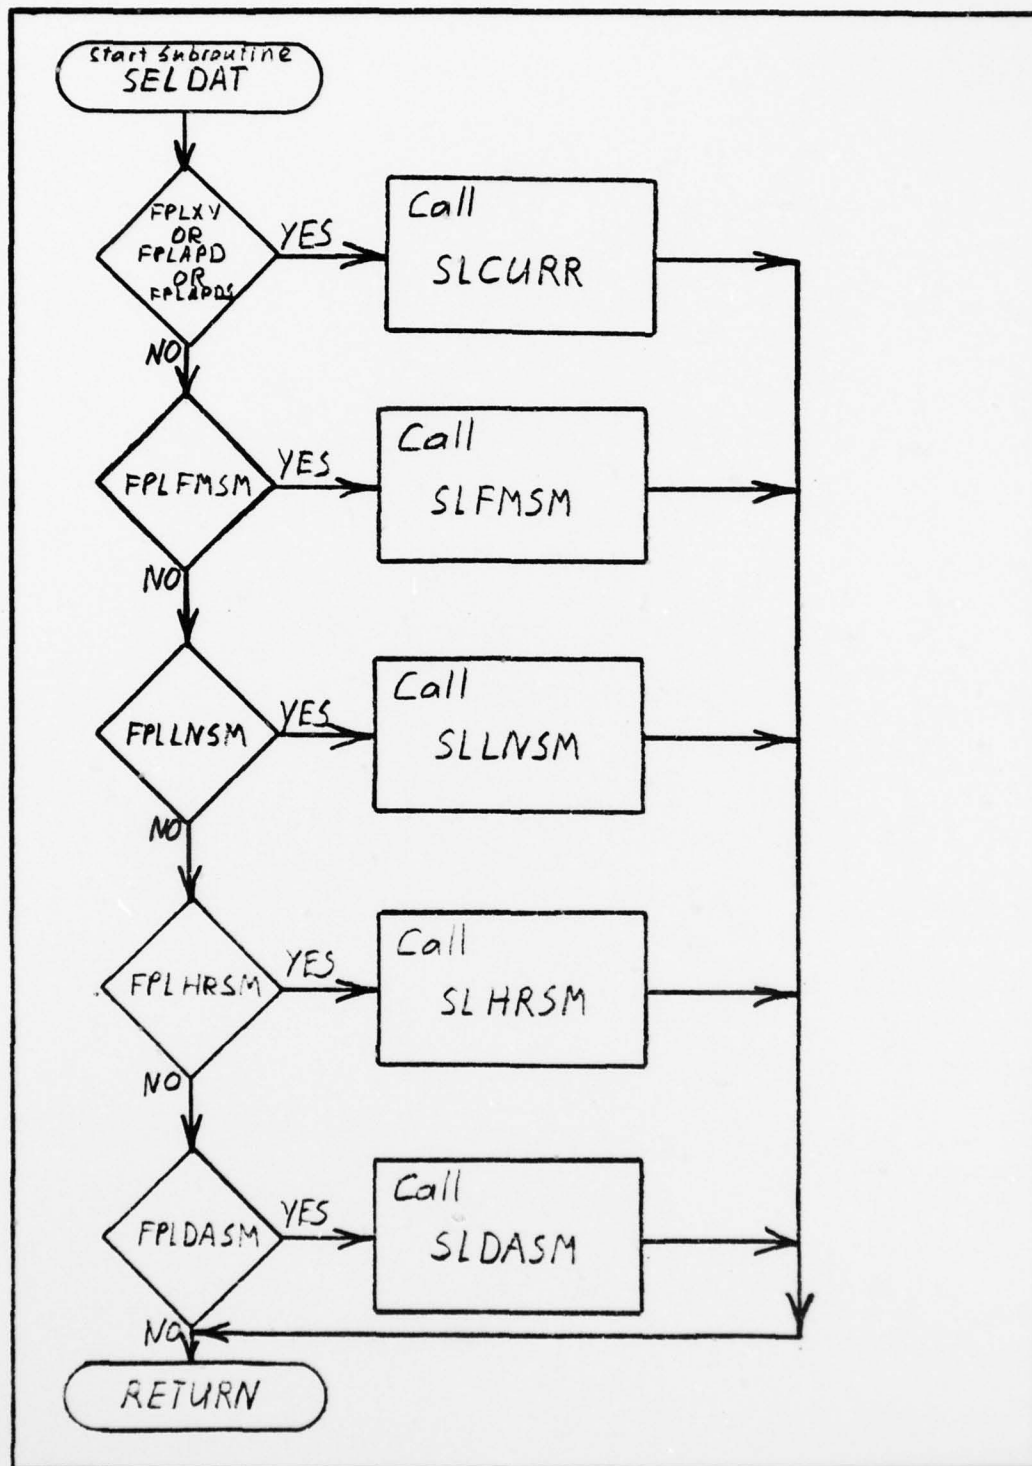 Start Subroutine
SELDAT
FPLXY
OR
FPLAPD
OR
FPLAPDS
YES
Call
SLCURR
NO
FPLFMSM
YES
Call
SLFMSM
NO
FPLLNSM
YES
Call
SLLNSM
NO
FPLHRSM
YES
Call
SLHRSM
NO
FPLDASM
YES
Call
SLDASM
NO
RETURN